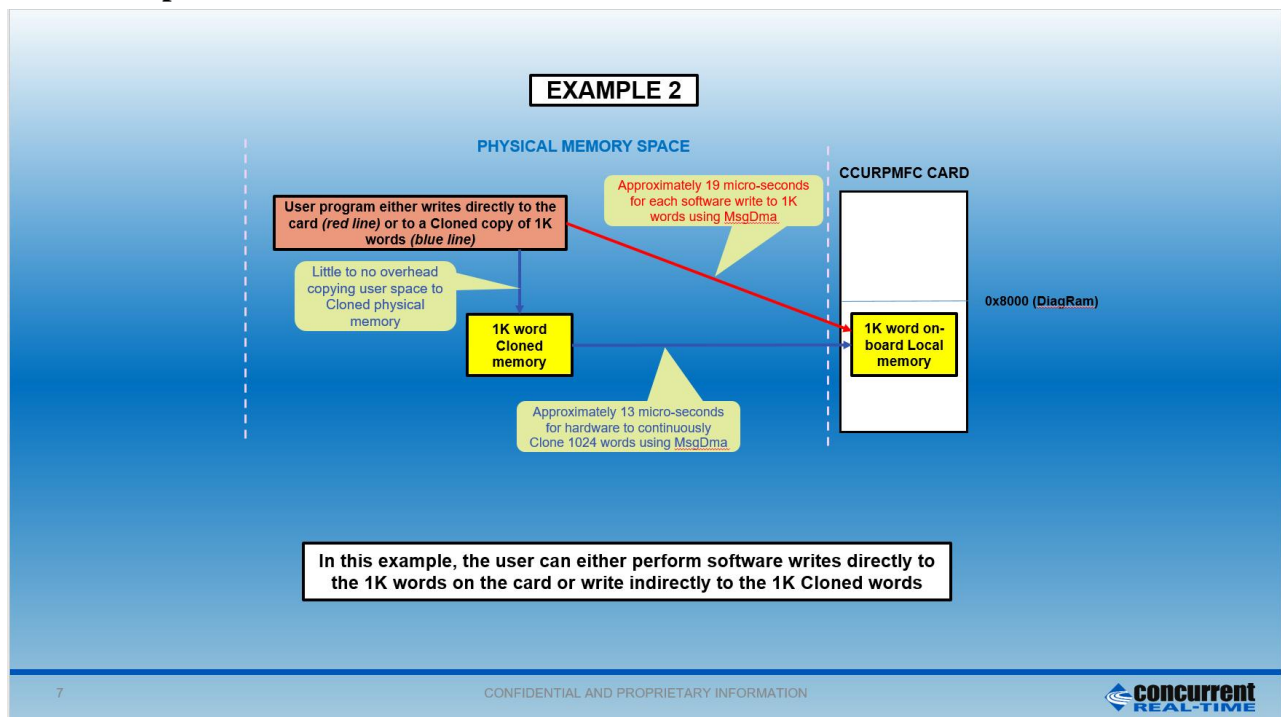 EXAMPLE 2
PHYSICAL MEMORY SPACE
CCURPMFC CARD
User program either writes directly to the
card (red line) or to a Cloned copy of 1K
words (blue line)
Approximately 19 micro-seconds
for each software write to 1K
words using MsgDma
Little to no overhead
copying user space to
Cloned physical
memory
0x8000 (DiagRam)
1K word
Cloned
memory
1K word on-
board Local
memory
Approximately 13 micro-seconds
for hardware to continuously
Clone 1024 words using MsgDma
In this example, the user can either perform software writes directly to
the 1K words on the card or write indirectly to the 1K Cloned words
7
CONFIDENTIAL AND PROPRIETARY INFORMATION
concurrent
REAL-TIME